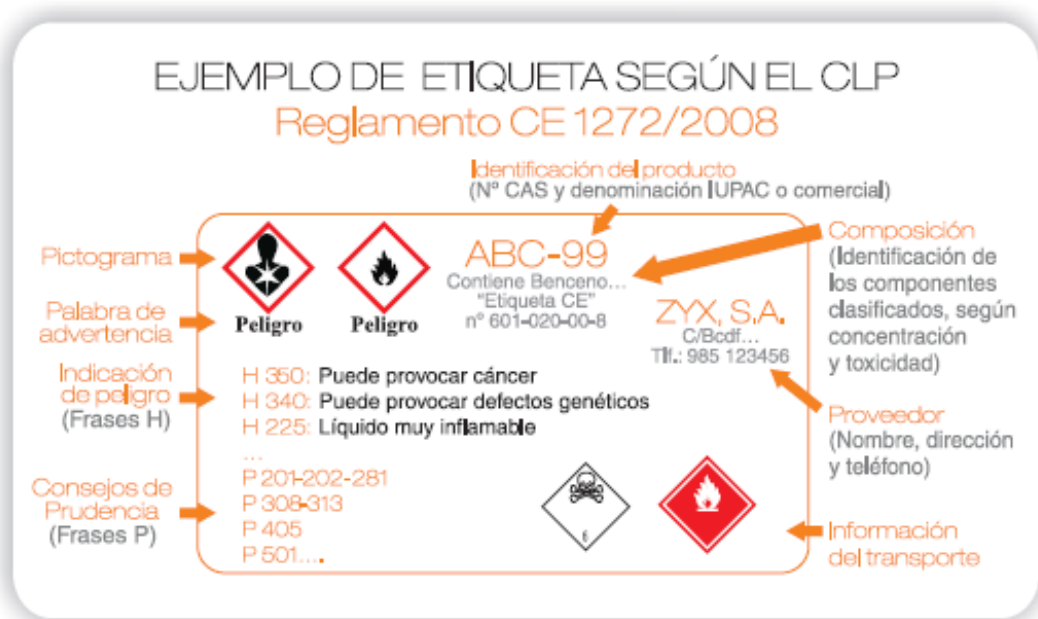 EJEMPLO DE ETIQUETA SEGÚN EL CLP
Reglamento CE 1272/2008
Identificación del producto
(Nº CAS y denominación IUPAC o comercial)
Pictograma
Palabra de
advertencia
Indicación
de peligro
(Frases H)
Consejos de
Prudencia
(Frases P)
Peligro
Peligro
ABC-99
Contiene Benceno...
"Etiqueta CE"
nº 601-020-00-8
ZYX, S.A.
C/Bcdf...
Tlf.: 985 123456
H 350: Puede provocar cáncer
H 340: Puede provocar defectos genéticos
H 225: Líquido muy inflamable
...
P 201-202-281
P 308-313
P 405
P 501....
6
Composición
(Identificación de
los componentes
clasificados, según
concentración
y toxicidad)
Proveedor
(Nombre, dirección
y teléfono)
Información
del transporte